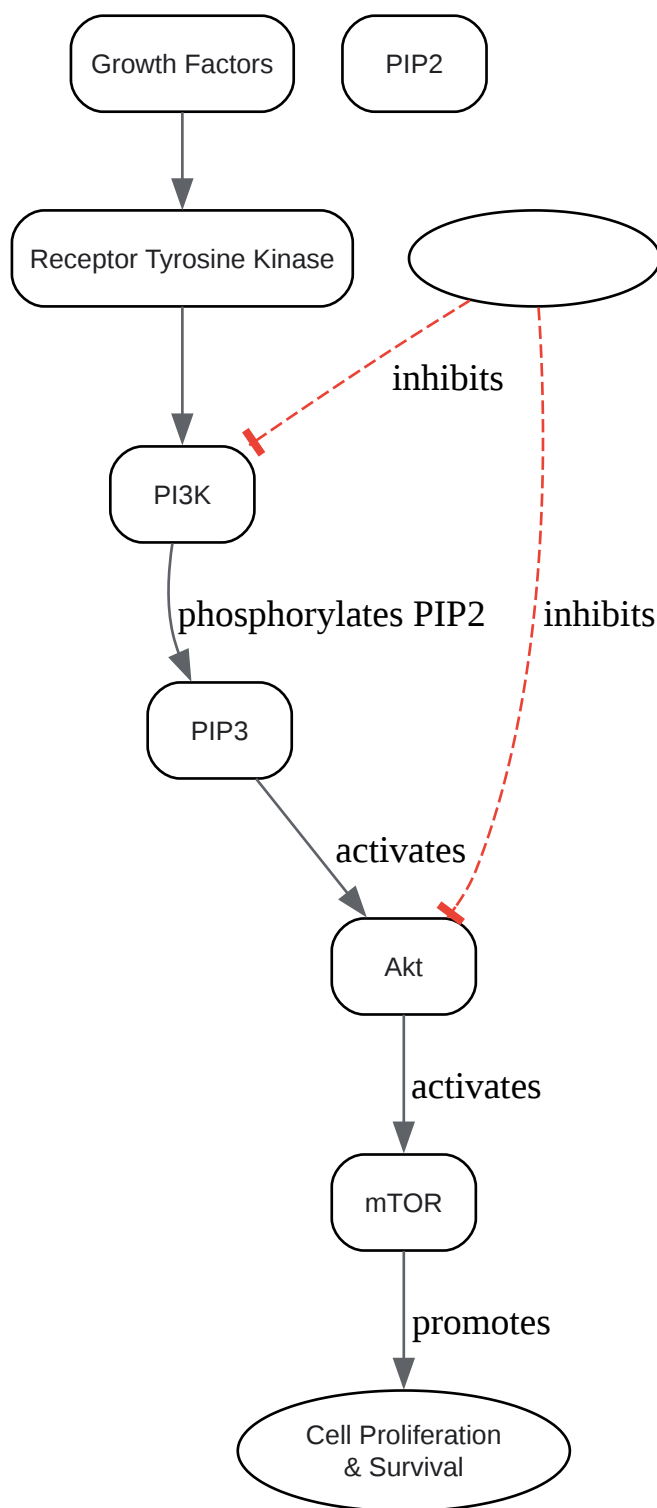 Growth Factors
PIP2
Receptor Tyrosine Kinase
inhibits
PI3K
phosphorylates PIP2
inhibits
PIP3
activates
Akt
activates
mTOR
promotes
Cell Proliferation
& Survival